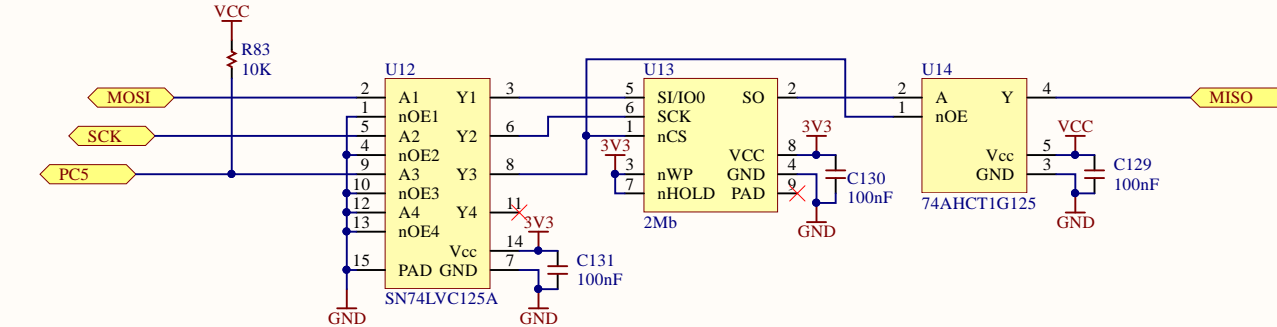 VCC
R83
10K
U12
U13
U14
MOSI
2
A1
Y1
3
5
SI/IO0
SO
2
2
A
Y
4
MISO
1
nOE1
6
SCK
1
nOE
SCK
5
A2
Y2
6
1
nCS
3V3
VCC
4
nOE2
3V3
VCC
8
Vcc
5
PC5
9
A3
Y3
8
3
nWP
GND
4
C130
GND
3
C129
10
nOE3
7
nHOLD
PAD
9
100nF
100nF
12
A4
Y4
11
2Mb
74AHCT1G125
13
nOE4
3V3
GND
GND
Vcc
14
15
PAD
GND
7
C131
100nF
SN74LVC125A
GND
GND